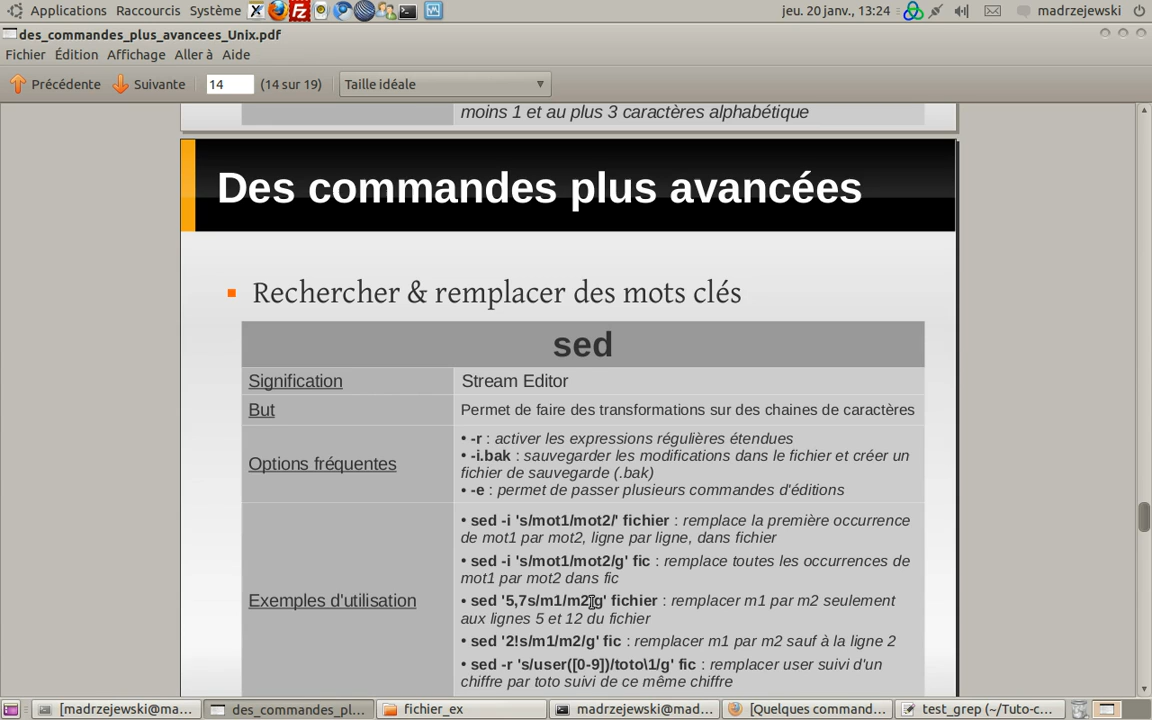 Applications Raccourcis Système jeu. 20 janv., 13:24 madrzejewski
des_commandes_plus_avancees_Unix.pdf
Fichier Édition Affichage Aller à Aide
Précédente Suivante 14 (14 sur 19) Taille idéale
moins 1 et au plus 3 caractères alphabétique
Des commandes plus avancées
Rechercher & remplacer des mots clés
sed
Signification Stream Editor
But Permet de faire des transformations sur des chaines de caractères
Options fréquentes
• -r : activer les expressions régulières étendues
• -i.bak : sauvegarder les modifications dans le fichier et créer un
fichier de sauvegarde (.bak)
• -e : permet de passer plusieurs commandes d'éditions
Exemples d'utilisation
• sed -i 's/mot1/mot2/' fichier : remplace la première occurrence
de mot1 par mot2, ligne par ligne, dans fichier
• sed -i 's/mot1/mot2/g' fic : remplace toutes les occurrences de
mot1 par mot2 dans fic
• sed '5,7s/m1/m2/g' fichier : remplacer m1 par m2 seulement
aux lignes 5 et 12 du fichier
• sed '2!s/m1/m2/g' fic : remplacer m1 par m2 sauf à la ligne 2
• sed -r 's/user([0-9])/toto\1/g' fic : remplacer user suivi d'un
chiffre par toto suivi de ce même chiffre
[madrzejewski@ma... des_commandes_pl... fichier_ex madrzejewski@mad... [Quelques command... test_grep (~/Tuto-c...